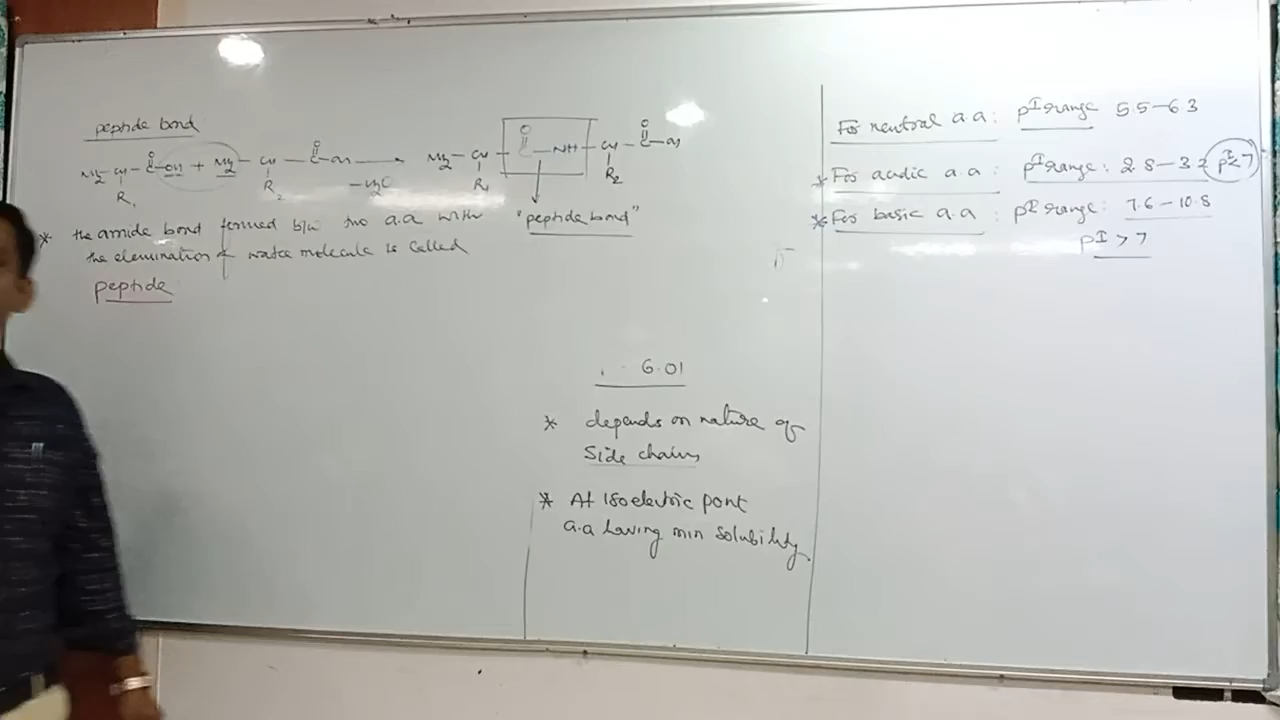 peptide bond
NH2 – CH – C – OH + NH2 – CH – C – OH → NH2 – CH – C – NH – CH – C – OH
O O O O
R1 R2 –H2O R1 R2
* the amide bond formed b/w two a.a with "peptide bond"
the elemination of water molecule is called
peptide
6.01
* depends on nature of
side chains
* At isoelectric point
a.a having min solubility
For neutral a.a: pI range 5.5–6.3
* For acidic a.a: pI range: 2.8–3.2 pI<7
* For basic a.a: pI range: 7.6–10.8
pI > 7